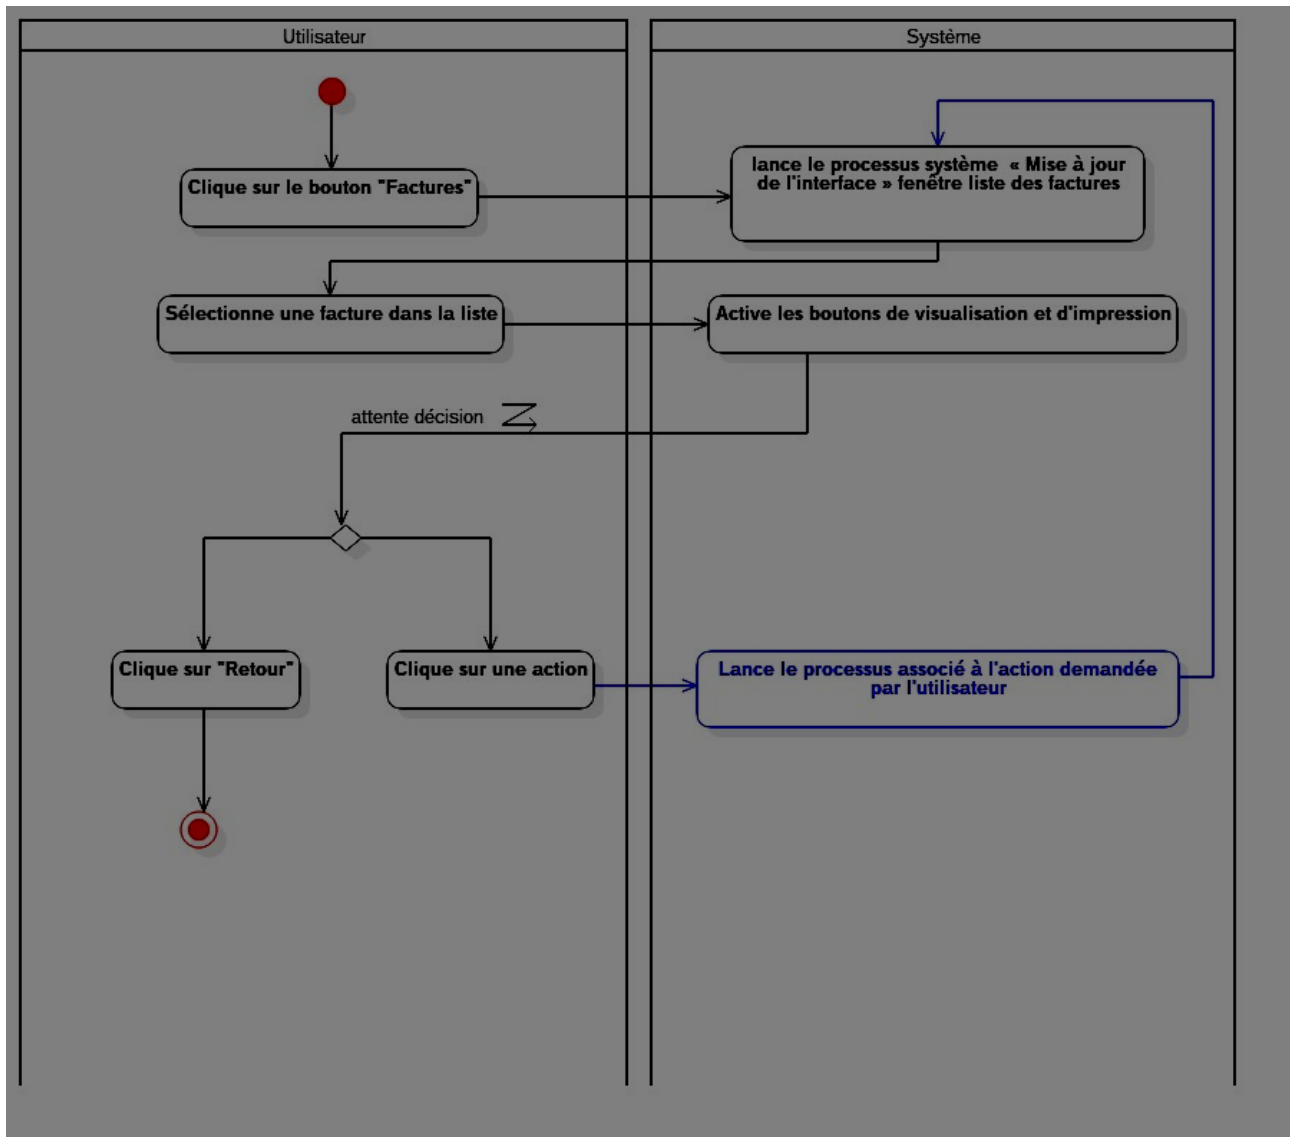 Utilisateur
Système
Clique sur le bouton "Factures"
lance le processus système « Mise à jour
de l'interface » fenêtre liste des factures
Sélectionne une facture dans la liste
Active les boutons de visualisation et d'impression
attente décision
Clique sur "Retour"
Clique sur une action
Lance le processus associé à l'action demandée
par l'utilisateur